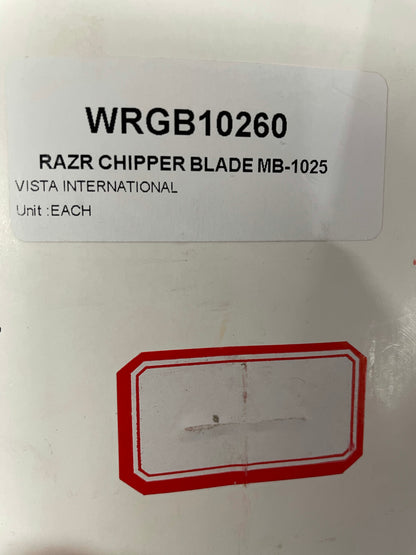 WRGB10260
RAZR CHIPPER BLADE MB-1025
VISTA INTERNATIONAL
Unit :EACH